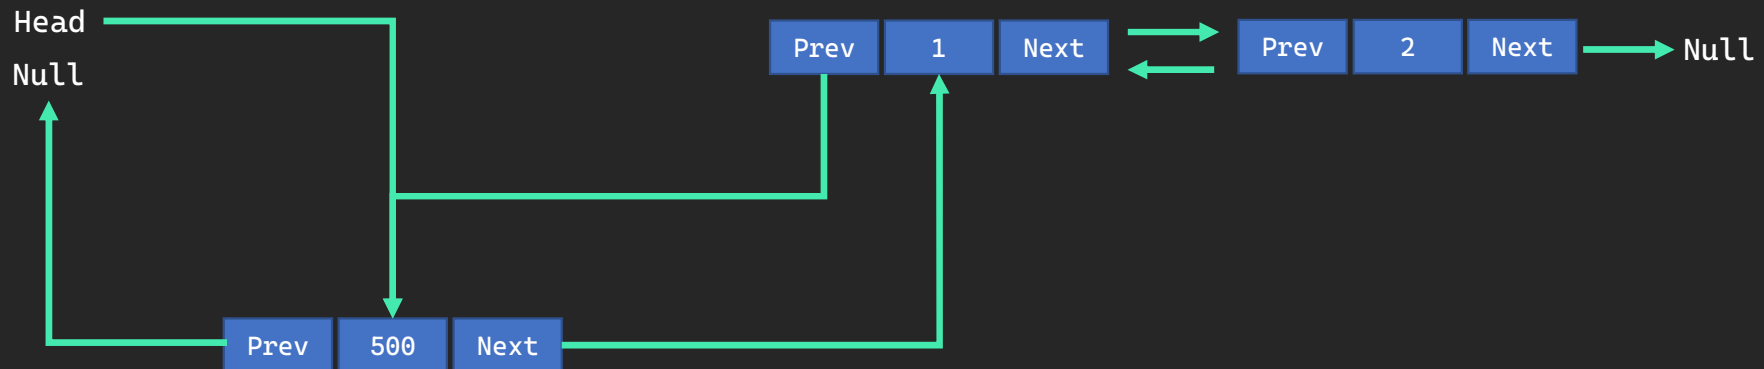 Head
Null
Prev 1 Next
Prev 2 Next
Null
Prev 500 Next